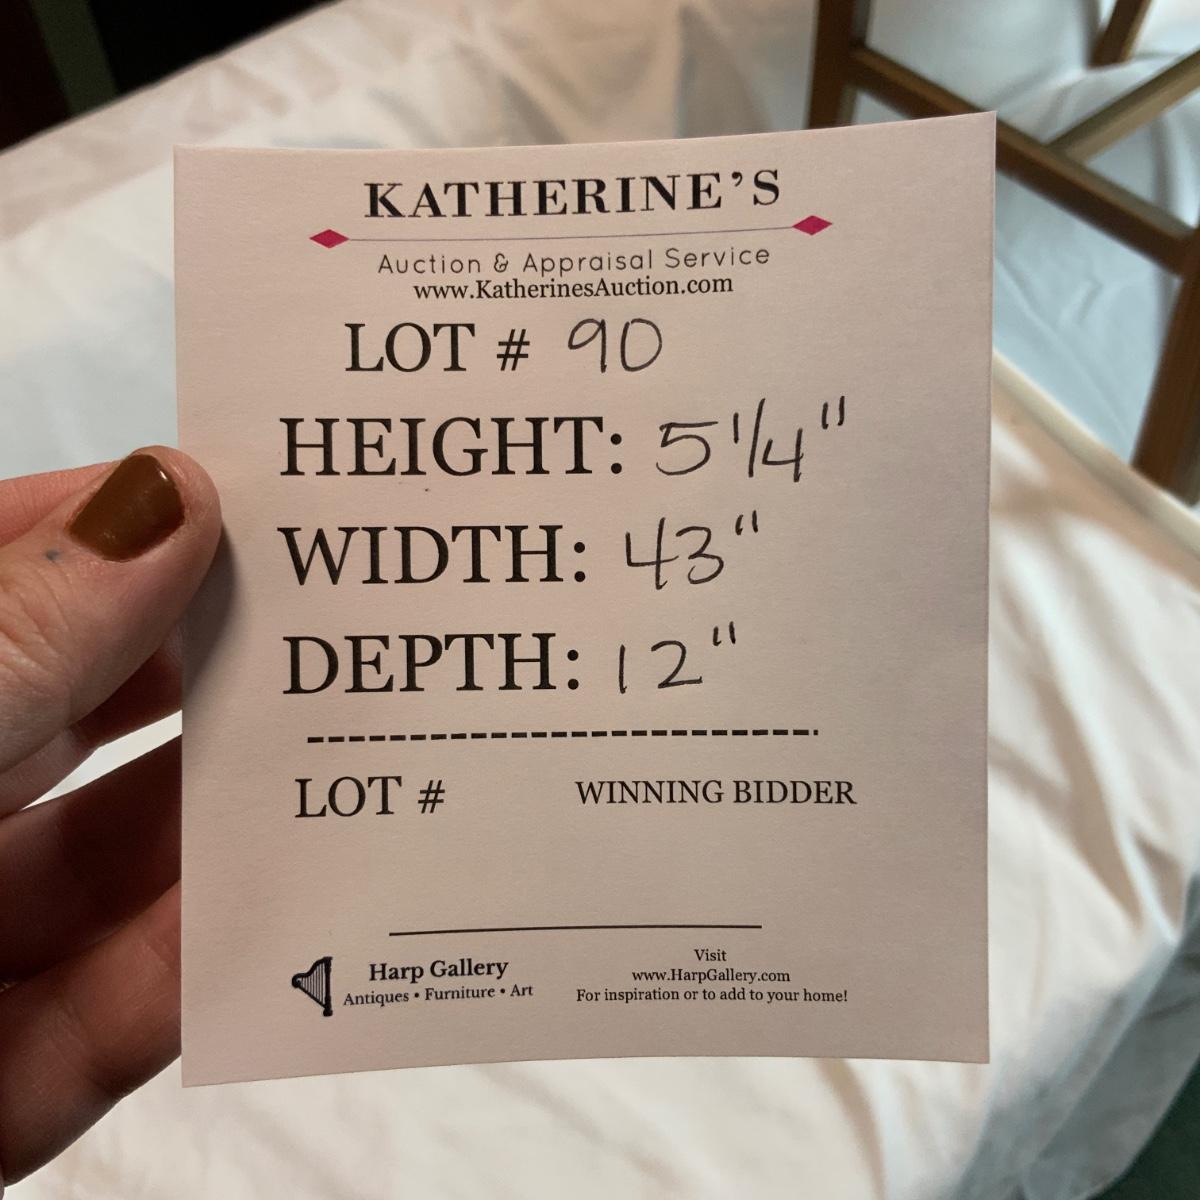 KATHERINE'S
Auction & Appraisal Service
www.KatherinesAuction.com
LOT # 90
HEIGHT: 5 1/4"
WIDTH: 43"
DEPTH: 12"
LOT # WINNING BIDDER
Harp Gallery
Antiques • Furniture • Art
Visit
www.HarpGallery.com
For inspiration or to add to your home!